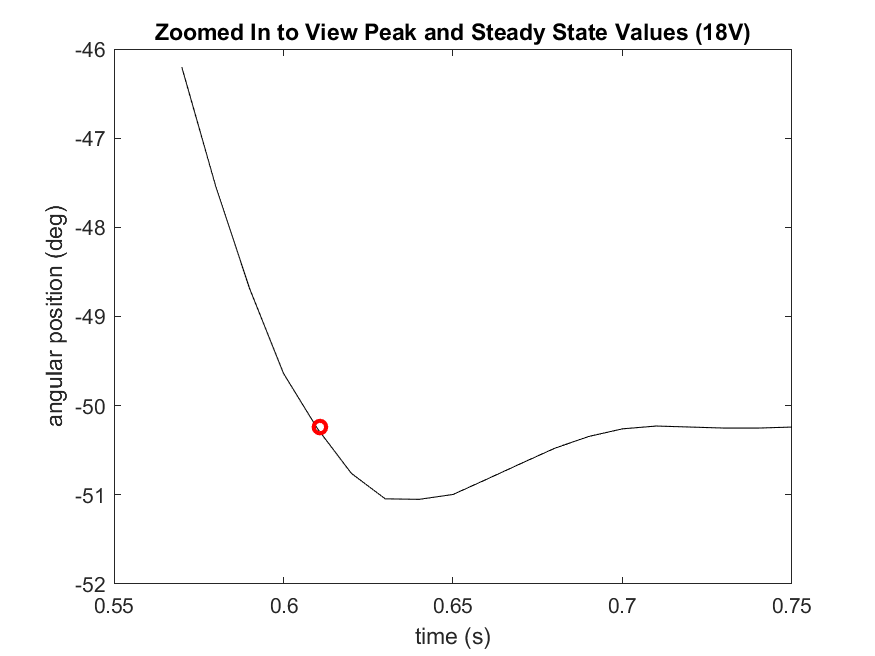 Zoomed In to View Peak and Steady State Values (18V)
-46
-47
-48
-49
-50
-51
-52
angular position (deg)
0.55 0.6 0.65 0.7 0.75
time (s)